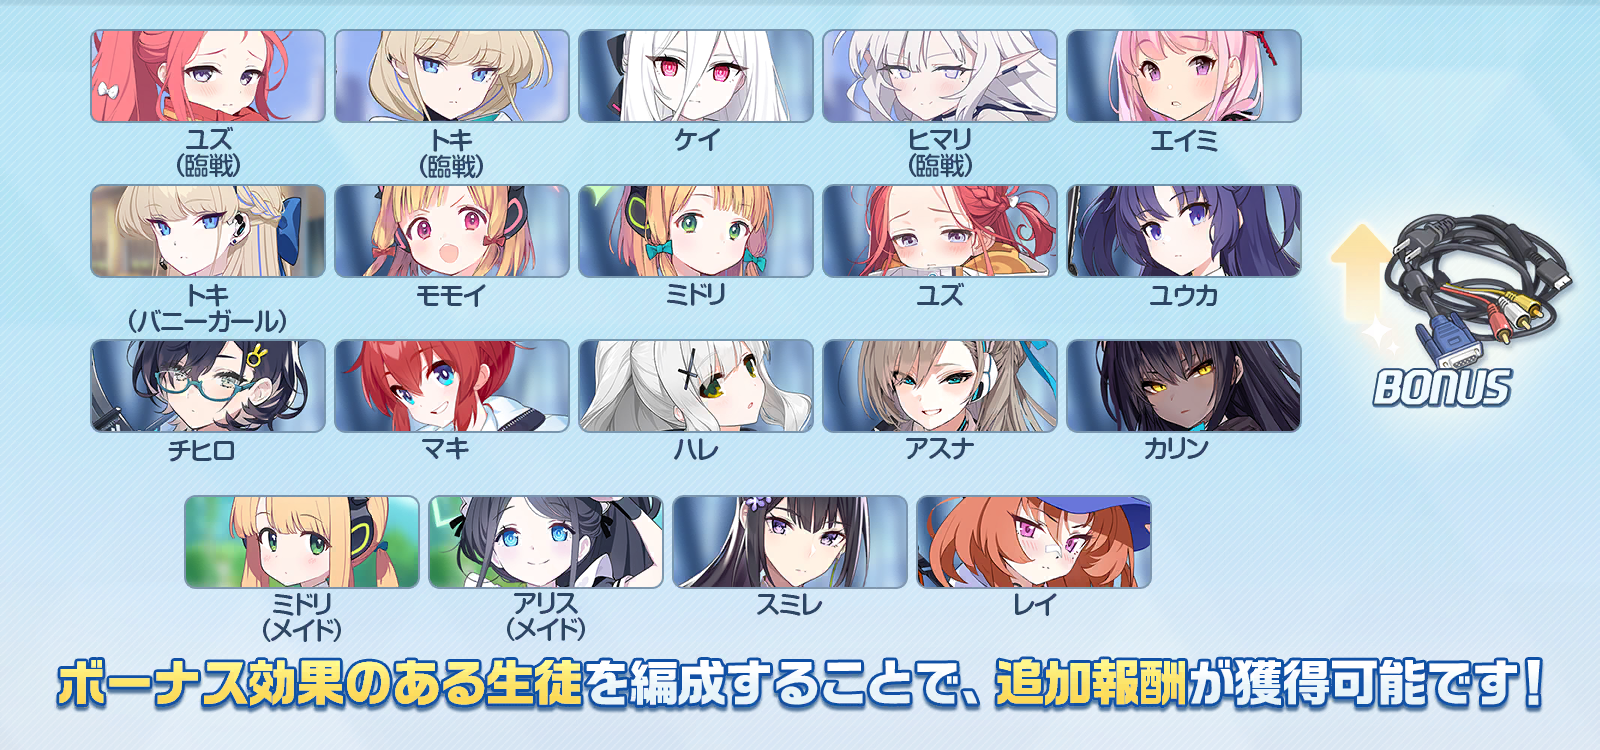 ユズ
(臨戦)
トキ
(臨戦)
ケイ
ヒマリ
(臨戦)
エイミ
トキ
(バニーガール)
モモイ
ミドリ
ユズ
ユウカ
チヒロ
マキ
ハレ
アスナ
カリン
BONUS
ミドリ
(メイド)
アリス
(メイド)
スミレ
レイ
ボーナス効果のある生徒を編成することで、追加報酬が獲得可能です!